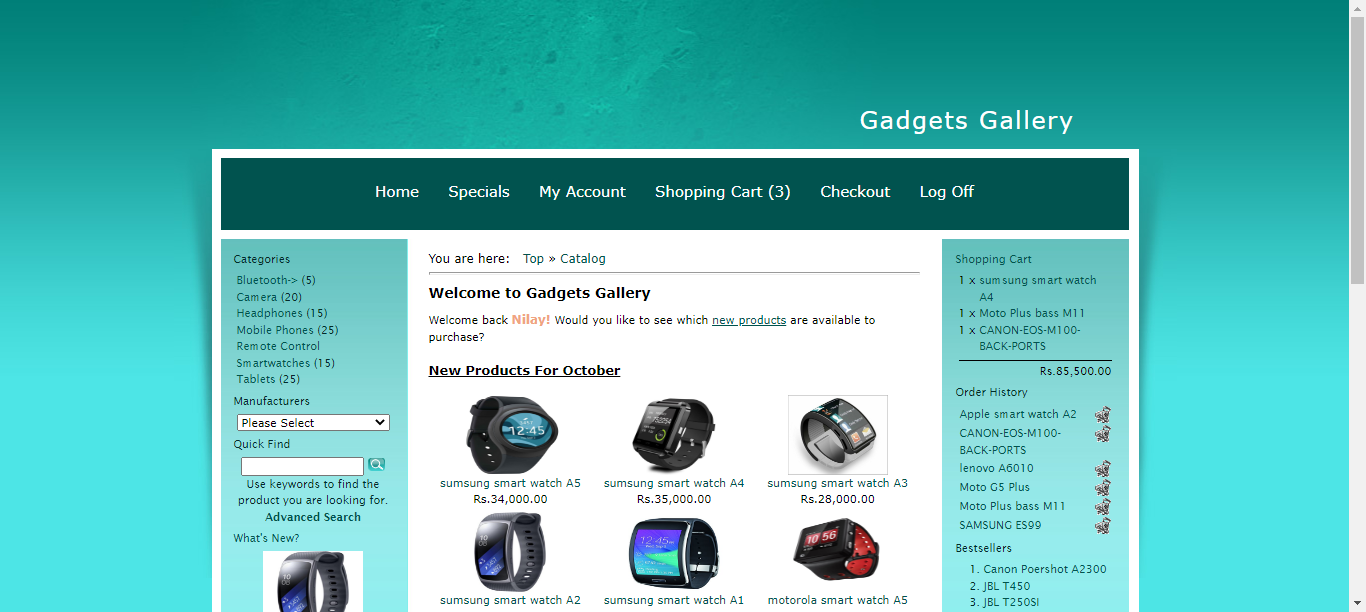 Gadgets Gallery
Home Specials My Account Shopping Cart (3) Checkout Log Off
Categories
Bluetooth-> (5)
Camera (20)
Headphones (15)
Mobile Phones (25)
Remote Control
Smartwatches (15)
Tablets (25)
Manufacturers
Please Select
Quick Find
Use keywords to find the
product you are looking for.
Advanced Search
What's New?
You are here: Top » Catalog
Welcome to Gadgets Gallery
Welcome back Nilay! Would you like to see which new products are available to
purchase?
New Products For October
sumsung smart watch A5
Rs.34,000.00
sumsung smart watch A4
Rs.35,000.00
sumsung smart watch A3
Rs.28,000.00
sumsung smart watch A2
sumsung smart watch A1
motorola smart watch A5
Shopping Cart
1 x sumsung smart watch
A4
1 x Moto Plus bass M11
1 x CANON-EOS-M100-
BACK-PORTS
Rs.85,500.00
Order History
Apple smart watch A2
CANON-EOS-M100-
BACK-PORTS
lenovo A6010
Moto G5 Plus
Moto Plus bass M11
SAMSUNG ES99
Bestsellers
1. Canon Poershot A2300
2. JBL T450
3. JBL T250SI